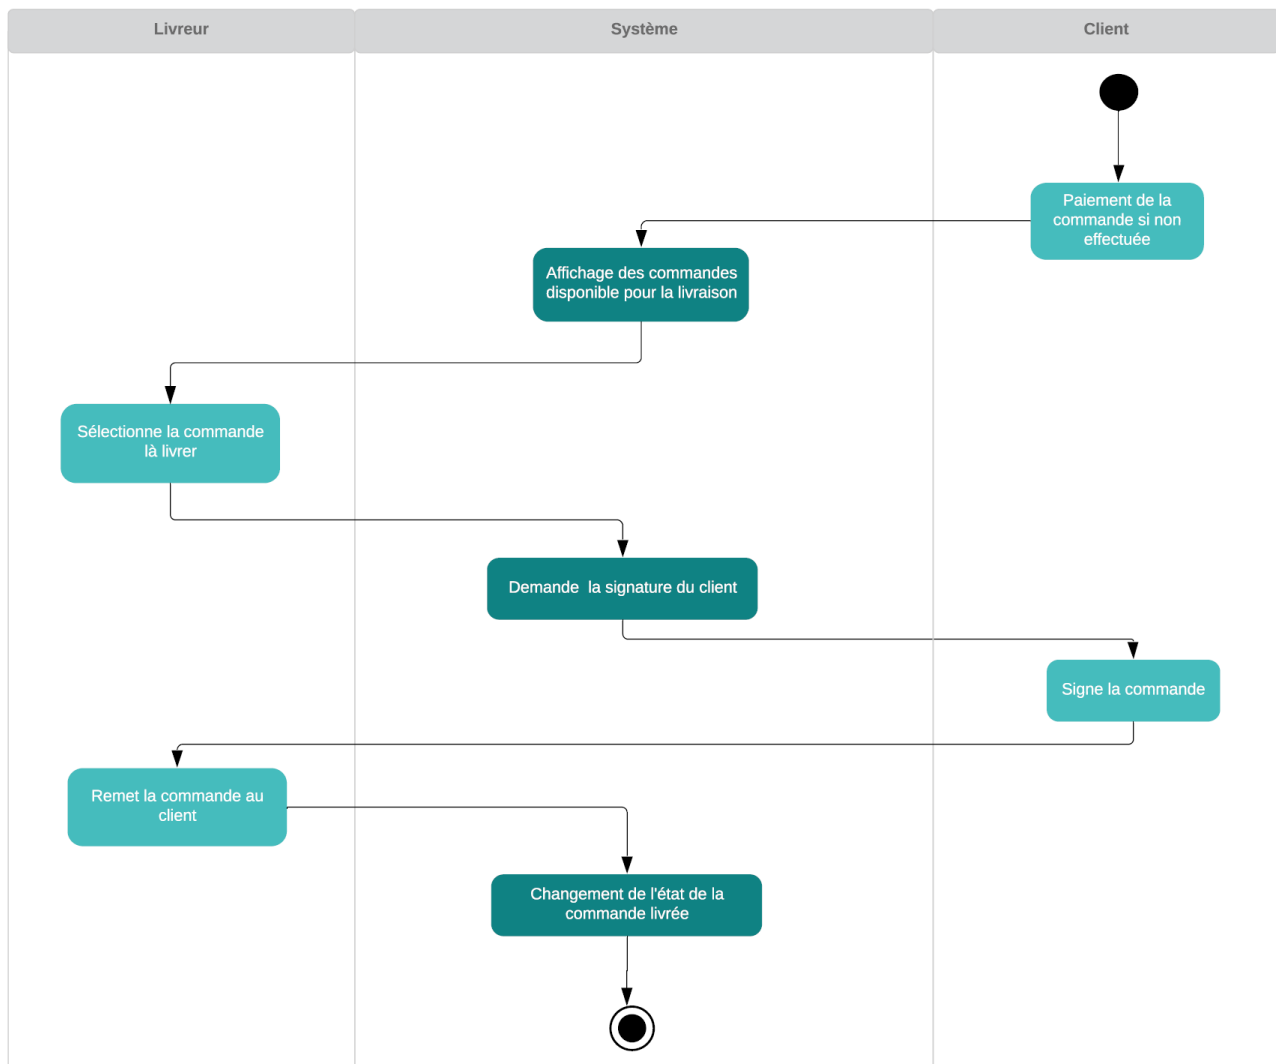 Livreur
Système
Client
Paiement de la
commande si non
effectuée
Affichage des commandes
disponible pour la livraison
Sélectionne la commande
là livrer
Demande  la signature du client
Signe la commande
Remet la commande au
client
Changement de l'état de la
commande livrée